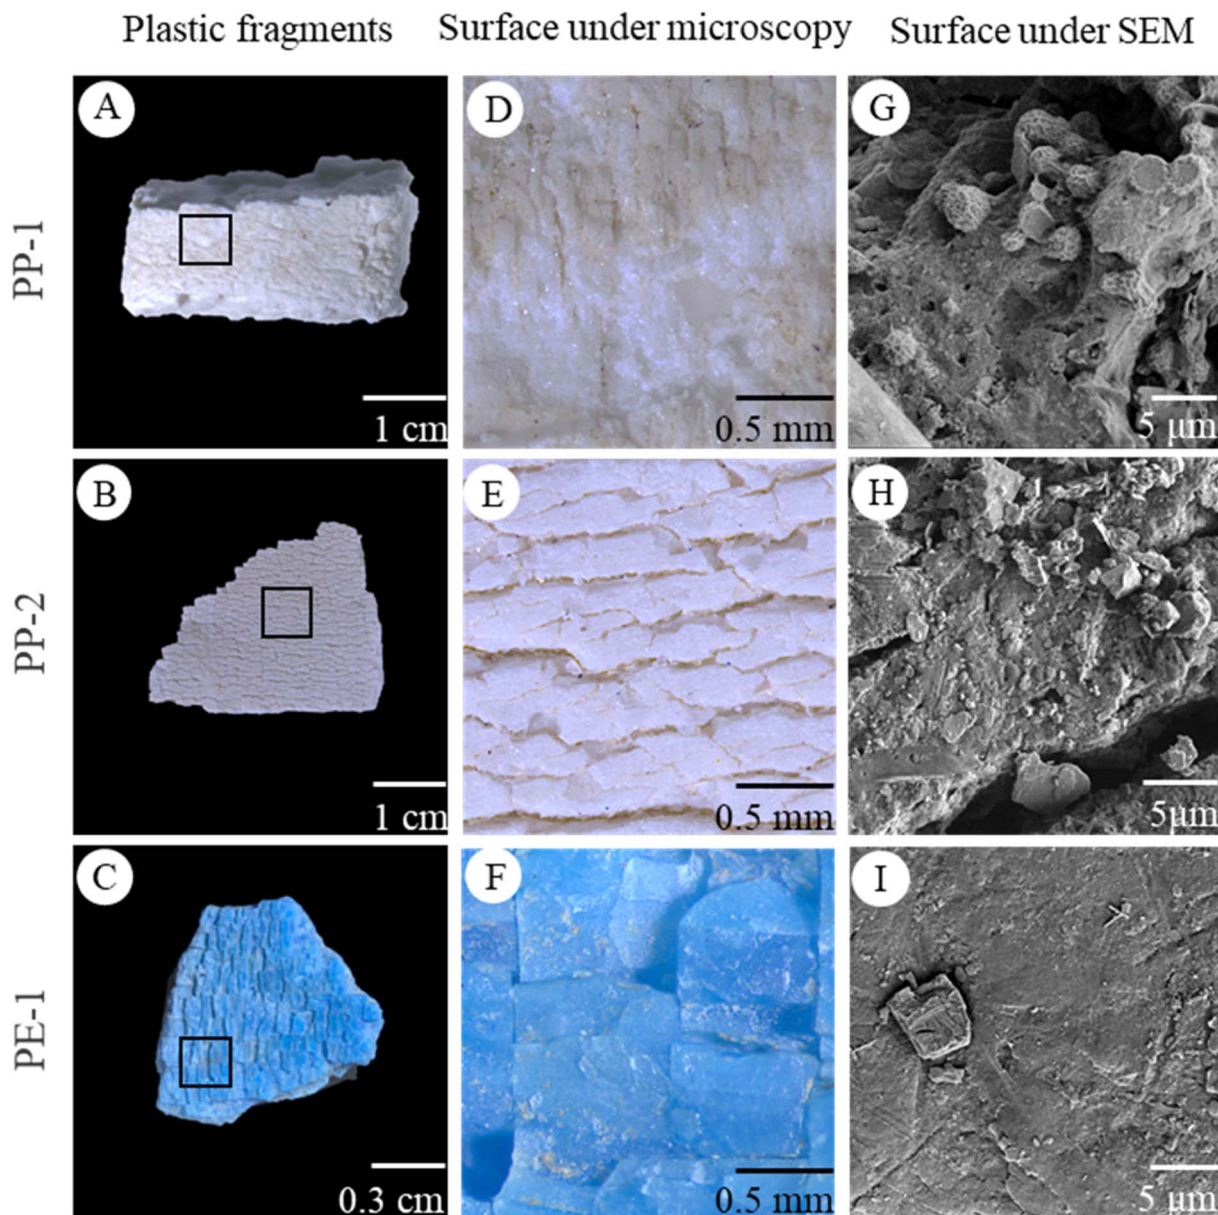 Plastic fragments Surface under microscopy Surface under SEM
PP-1
A
1 cm
D
0.5 mm
G
5 μm
PP-2
B
1 cm
E
0.5 mm
H
5μm
PE-1
C
0.3 cm
F
0.5 mm
I
5 μm